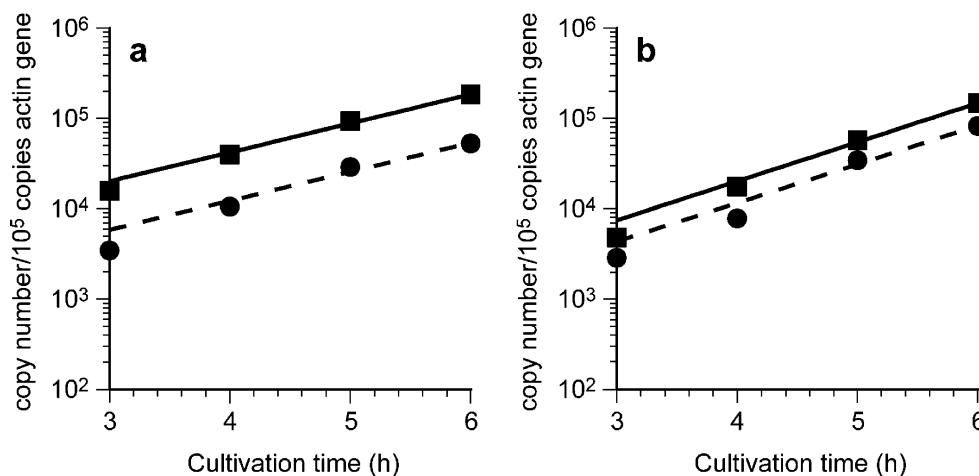 a
copy number/10⁵ copies actin gene
10⁶
10⁵
10⁴
10³
10²
3 4 5 6
Cultivation time (h)
b
copy number/10⁵ copies actin gene
10⁶
10⁵
10⁴
10³
10²
3 4 5 6
Cultivation time (h)